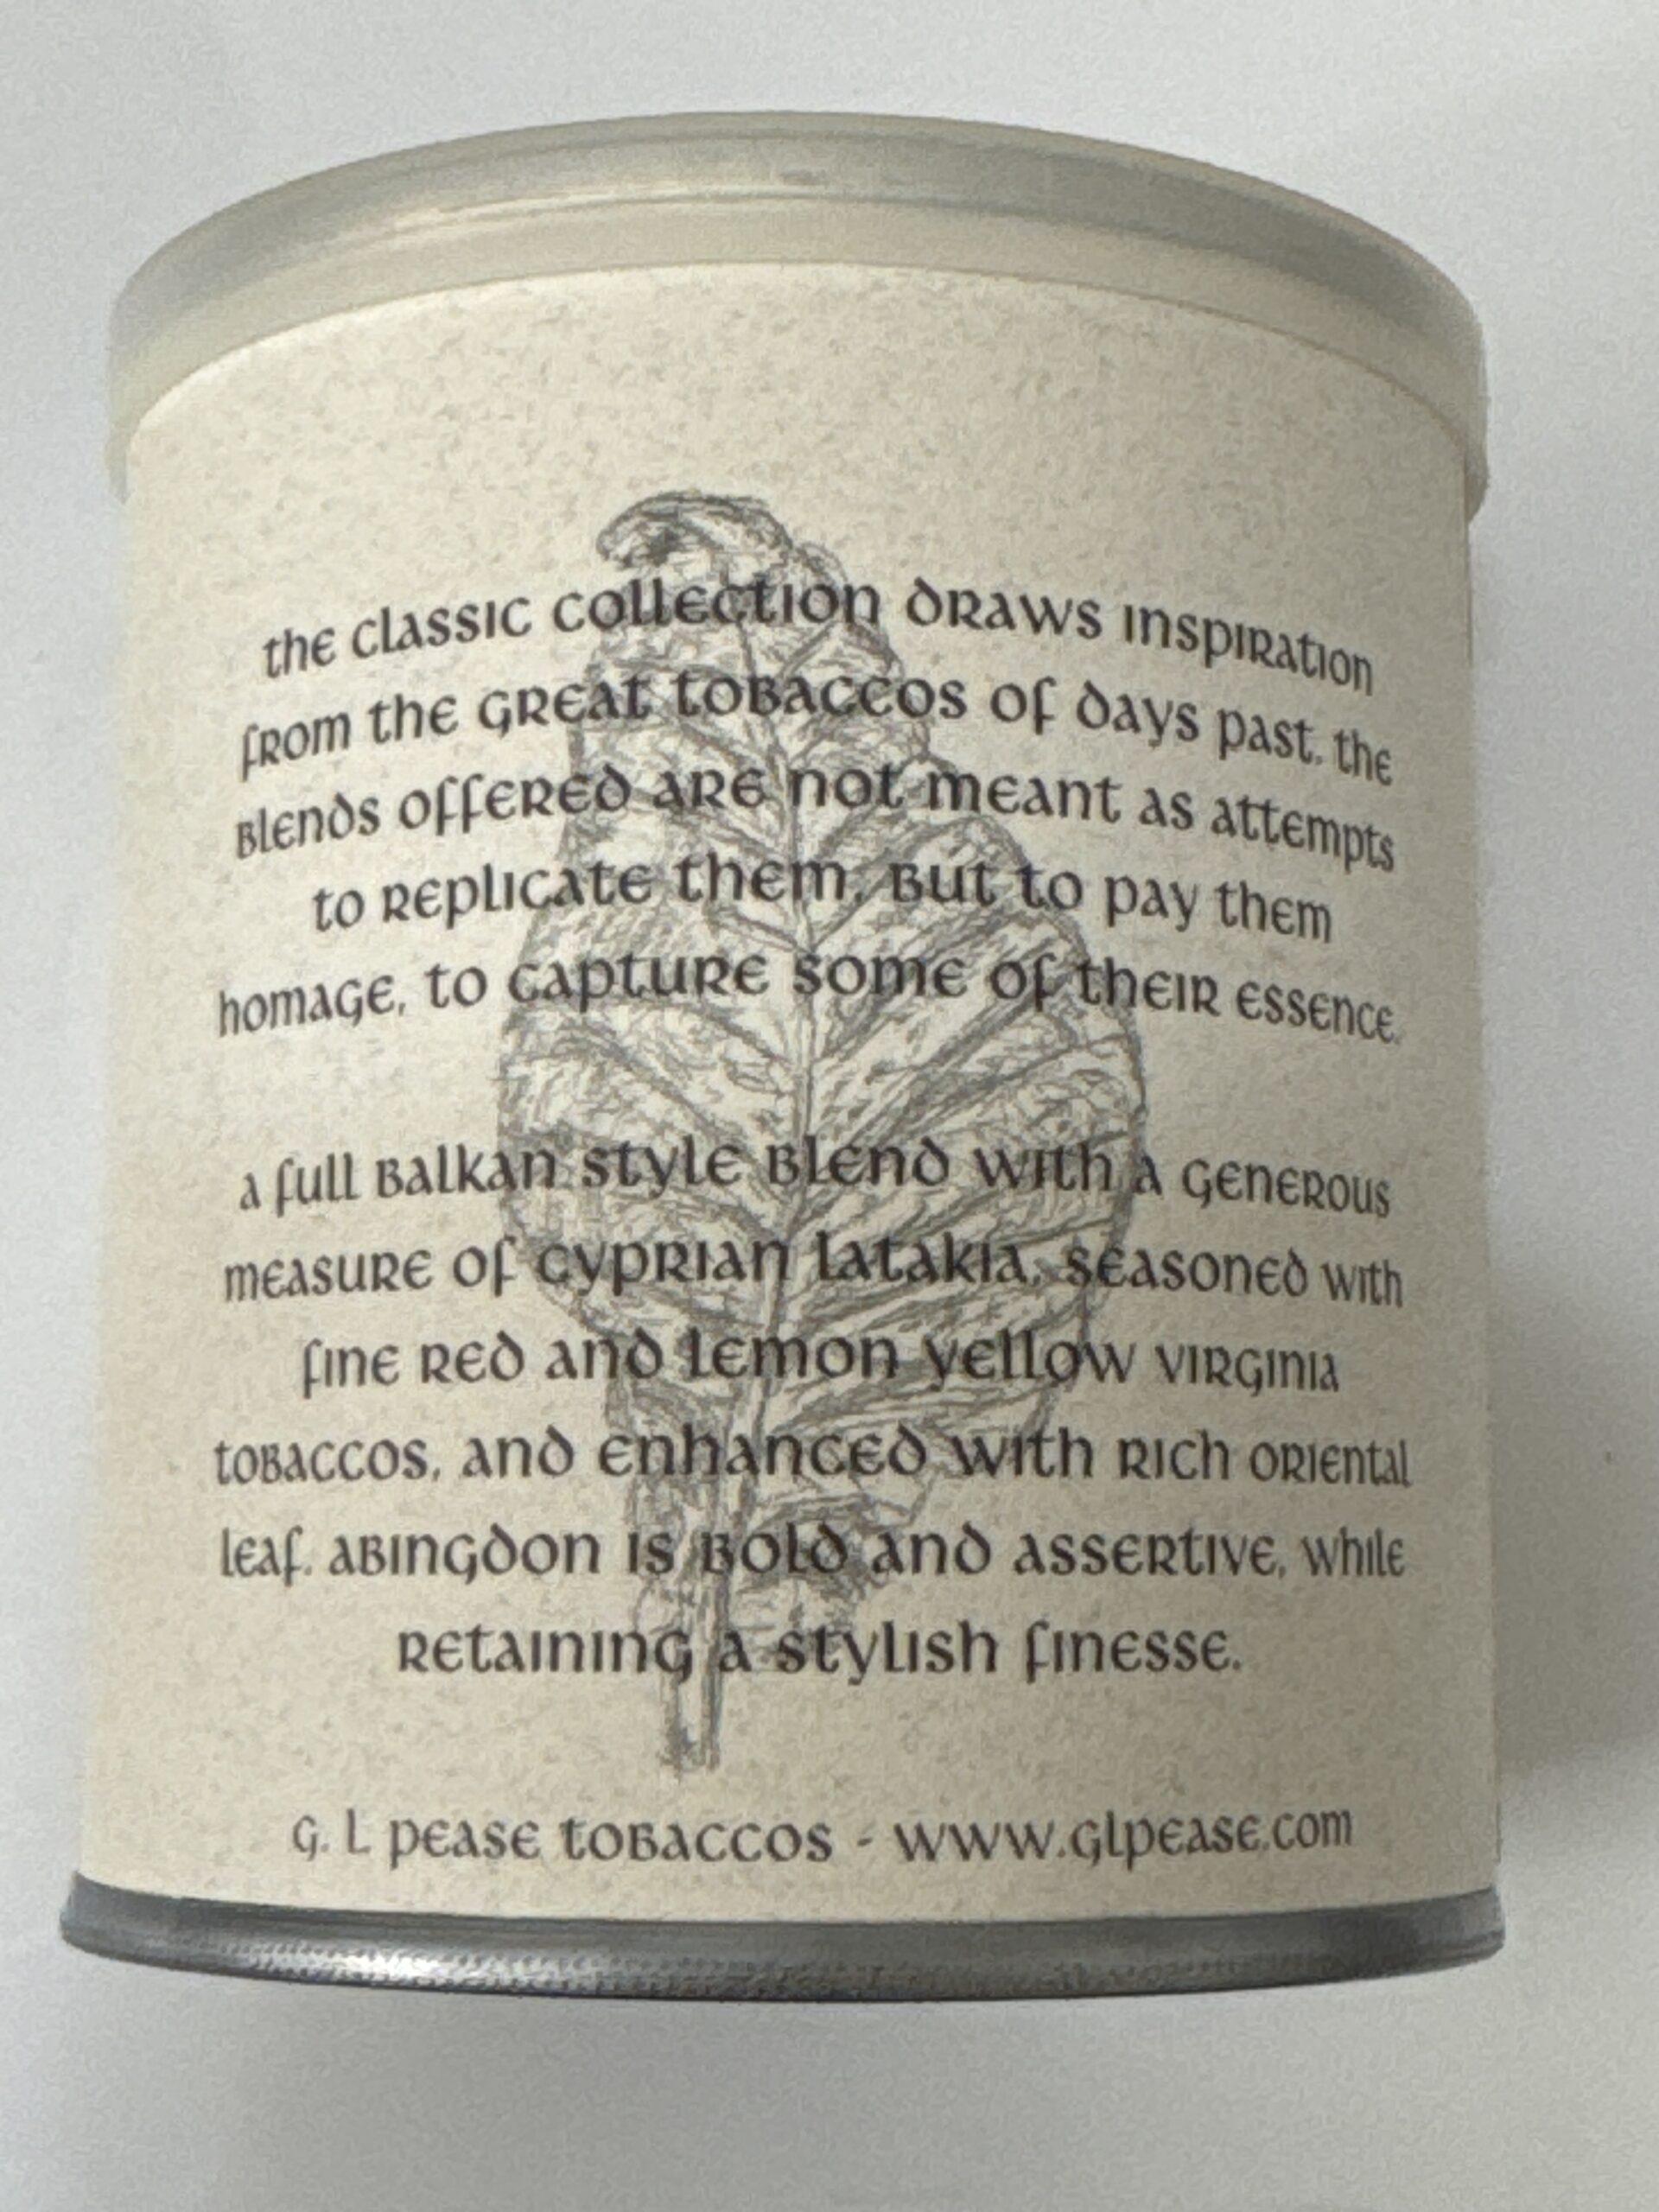 the classic collection draws inspiration
from the great tobaccos of days past. the
blends offered are not meant as attempts
to replicate them, but to pay them
homage, to capture some of their essence.
a full balkan style blend with a generous
measure of cyprian latakia, seasoned with
fine red and lemon yellow virginia
tobaccos, and enhanced with rich oriental
leaf. abingdon is bold and assertive, while
retaining a stylish finesse.
g. l. pease tobaccos - www.glpease.com